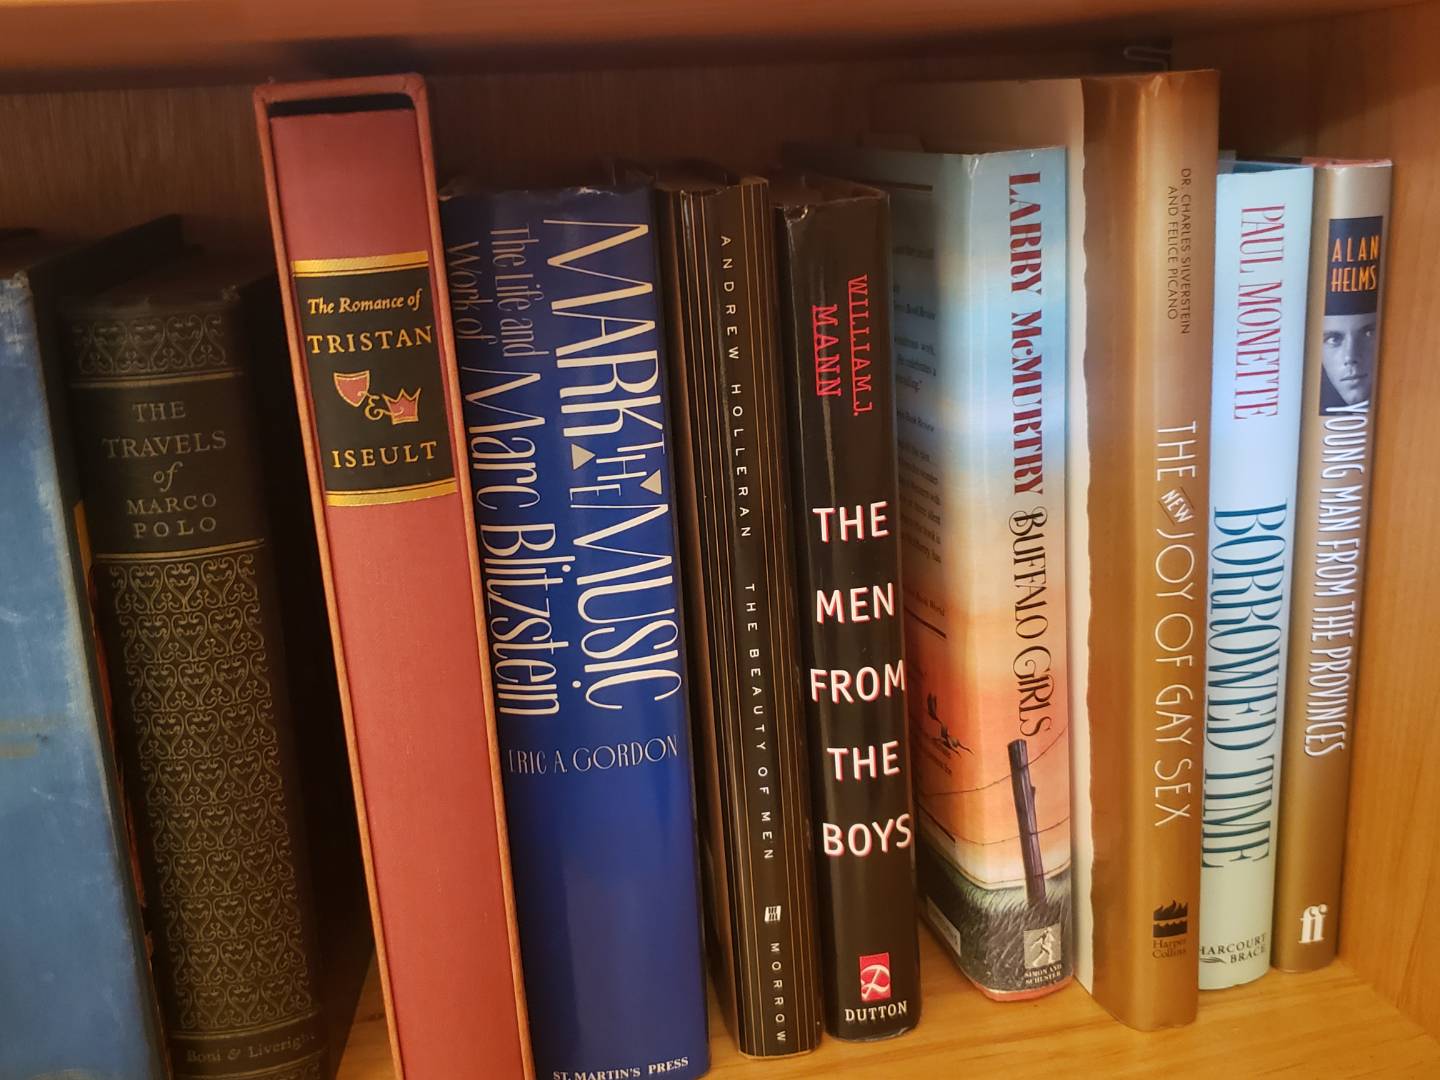 THE
TRAVELS
of
MARCO
POLO
Boni & Liveright
The Romance of
TRISTAN
&
ISEULT
MARK THE MUSIC
The Life and
Work of
Marc Blitzstein
ERIC A. GORDON
ST. MARTIN'S PRESS
ANDREW HOLLERAN THE BEAUTY OF MEN
MORROW
WILLIAM J.
MANN
THE
MEN
FROM
THE
BOYS
DUTTON
LARRY McMURTRY BUFFALO GIRLS
SIMON AND
SCHUSTER
DR. CHARLES SILVERSTEIN
AND FELICE PICANO
THE NEW JOY OF GAY SEX
Harper
Collins
PAUL MONETTE
BORROWED TIME
HARCOURT
BRACE
ALAN
HELMS
YOUNG MAN FROM THE PROVINCES
ff